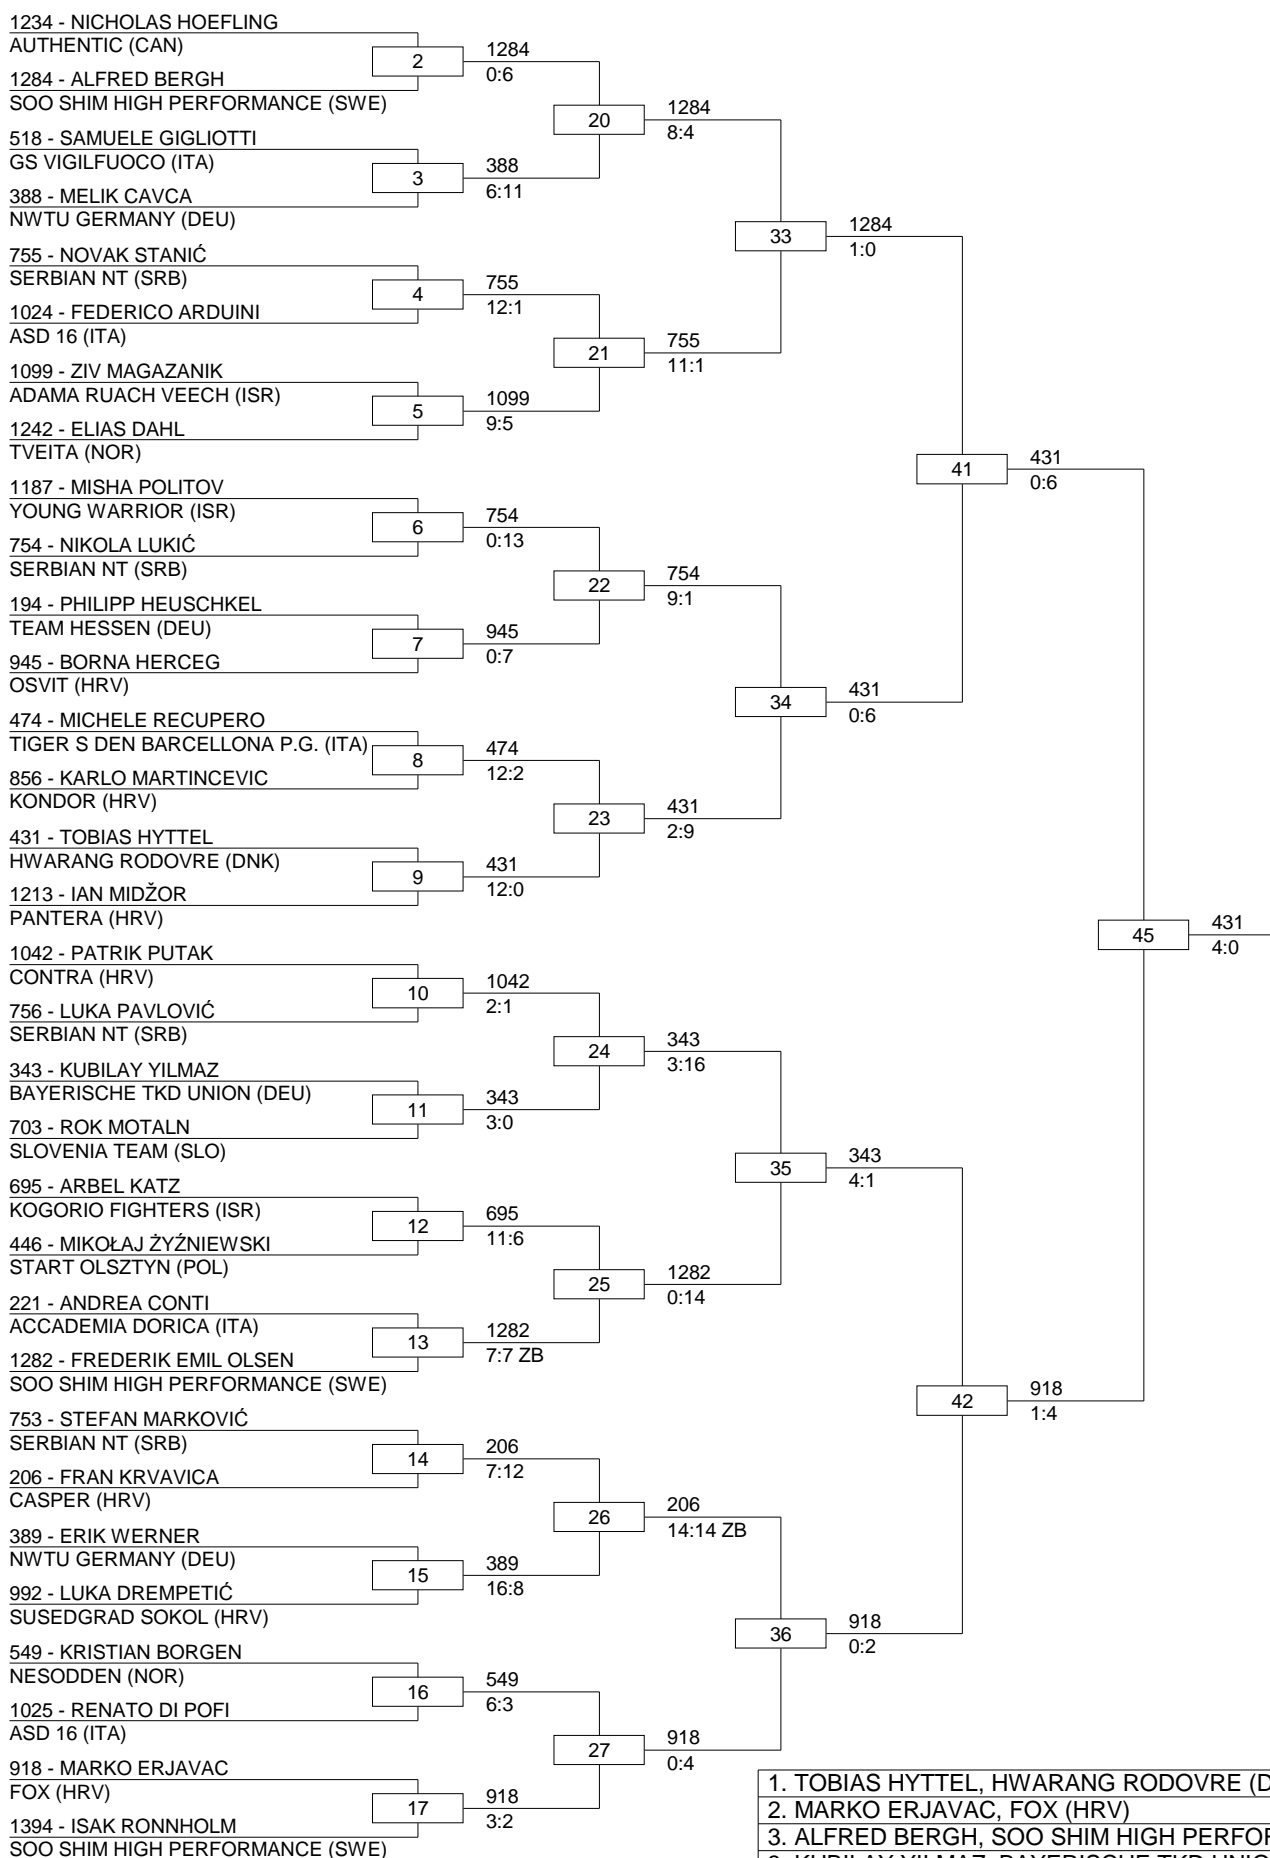 1234 - NICHOLAS HOEFLING
AUTHENTIC (CAN)
2
1284
0:6
1284 - ALFRED BERGH
SOO SHIM HIGH PERFORMANCE (SWE)
20
1284
8:4
518 - SAMUELE GIGLIOTTI
GS VIGILFUOCO (ITA)
3
388
6:11
388 - MELIK CAVCA
NWTU GERMANY (DEU)
33
1284
1:0
755 - NOVAK STANIĆ
SERBIAN NT (SRB)
4
755
12:1
1024 - FEDERICO ARDUINI
ASD 16 (ITA)
21
755
11:1
1099 - ZIV MAGAZANIK
ADAMA RUACH VEECH (ISR)
5
1099
9:5
1242 - ELIAS DAHL
TVEITA (NOR)
41
431
0:6
1187 - MISHA POLITOV
YOUNG WARRIOR (ISR)
6
754
0:13
754 - NIKOLA LUKIĆ
SERBIAN NT (SRB)
22
754
9:1
194 - PHILIPP HEUSCHKEL
TEAM HESSEN (DEU)
7
945
0:7
945 - BORNA HERCEG
OSVIT (HRV)
34
431
0:6
474 - MICHELE RECUPERO
TIGER S DEN BARCELLONA P.G. (ITA)
8
474
12:2
856 - KARLO MARTINCEVIC
KONDOR (HRV)
23
431
2:9
431 - TOBIAS HYTTEL
HWARANG RODOVRE (DNK)
9
431
12:0
1213 - IAN MIDŽOR
PANTERA (HRV)
45
431
4:0
1042 - PATRIK PUTAK
CONTRA (HRV)
10
1042
2:1
756 - LUKA PAVLOVIĆ
SERBIAN NT (SRB)
24
343
3:16
343 - KUBILAY YILMAZ
BAYERISCHE TKD UNION (DEU)
11
343
3:0
703 - ROK MOTALN
SLOVENIA TEAM (SLO)
35
343
4:1
695 - ARBEL KATZ
KOGORIO FIGHTERS (ISR)
12
695
11:6
446 - MIKOŁAJ ŻYŹNIEWSKI
START OLSZTYN (POL)
25
1282
0:14
221 - ANDREA CONTI
ACCADEMIA DORICA (ITA)
13
1282
7:7 ZB
1282 - FREDERIK EMIL OLSEN
SOO SHIM HIGH PERFORMANCE (SWE)
42
918
1:4
753 - STEFAN MARKOVIĆ
SERBIAN NT (SRB)
14
206
7:12
206 - FRAN KRVAVICA
CASPER (HRV)
26
206
14:14 ZB
389 - ERIK WERNER
NWTU GERMANY (DEU)
15
389
16:8
992 - LUKA DREMPETIĆ
SUSEDGRAD SOKOL (HRV)
36
918
0:2
549 - KRISTIAN BORGEN
NESODDEN (NOR)
16
549
6:3
1025 - RENATO DI POFI
ASD 16 (ITA)
27
918
0:4
918 - MARKO ERJAVAC
FOX (HRV)
17
918
3:2
1394 - ISAK RONNHOLM
SOO SHIM HIGH PERFORMANCE (SWE)
1. TOBIAS HYTTEL, HWARANG RODOVRE (D
2. MARKO ERJAVAC, FOX (HRV)
3. ALFRED BERGH, SOO SHIM HIGH PERFOR
KUBILAY YILMAZ, BAYERISCHE TKD UNIO